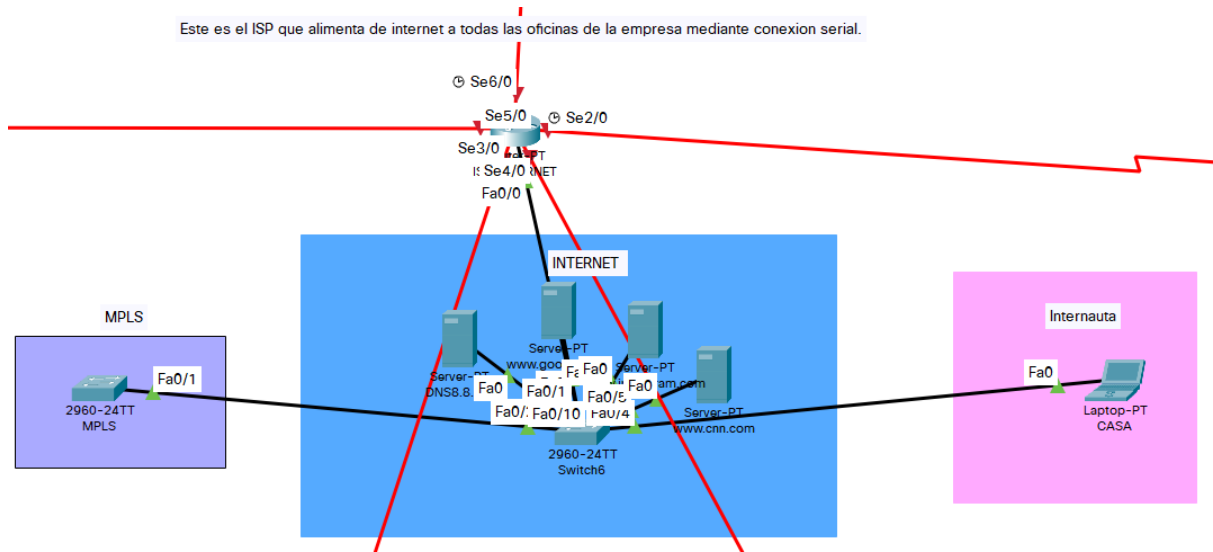 Este es el ISP que alimenta de internet a todas las oficinas de la empresa mediante conexion serial.
Se6/0
Se5/0
Se2/0
Se3/0
Se4/0
Fa0/0
INTERNET
MPLS
Internauta
Fa0/1
2960-24TT
MPLS
Server-PT
Server-PT
Server-PT
Server-PT
www.cnn.com
Fa0
Fa0
Fa0
Fa0/1
Fa0/5
Fa0/10
Fa0/4
2960-24TT
Switch6
Fa0
Laptop-PT
CASA